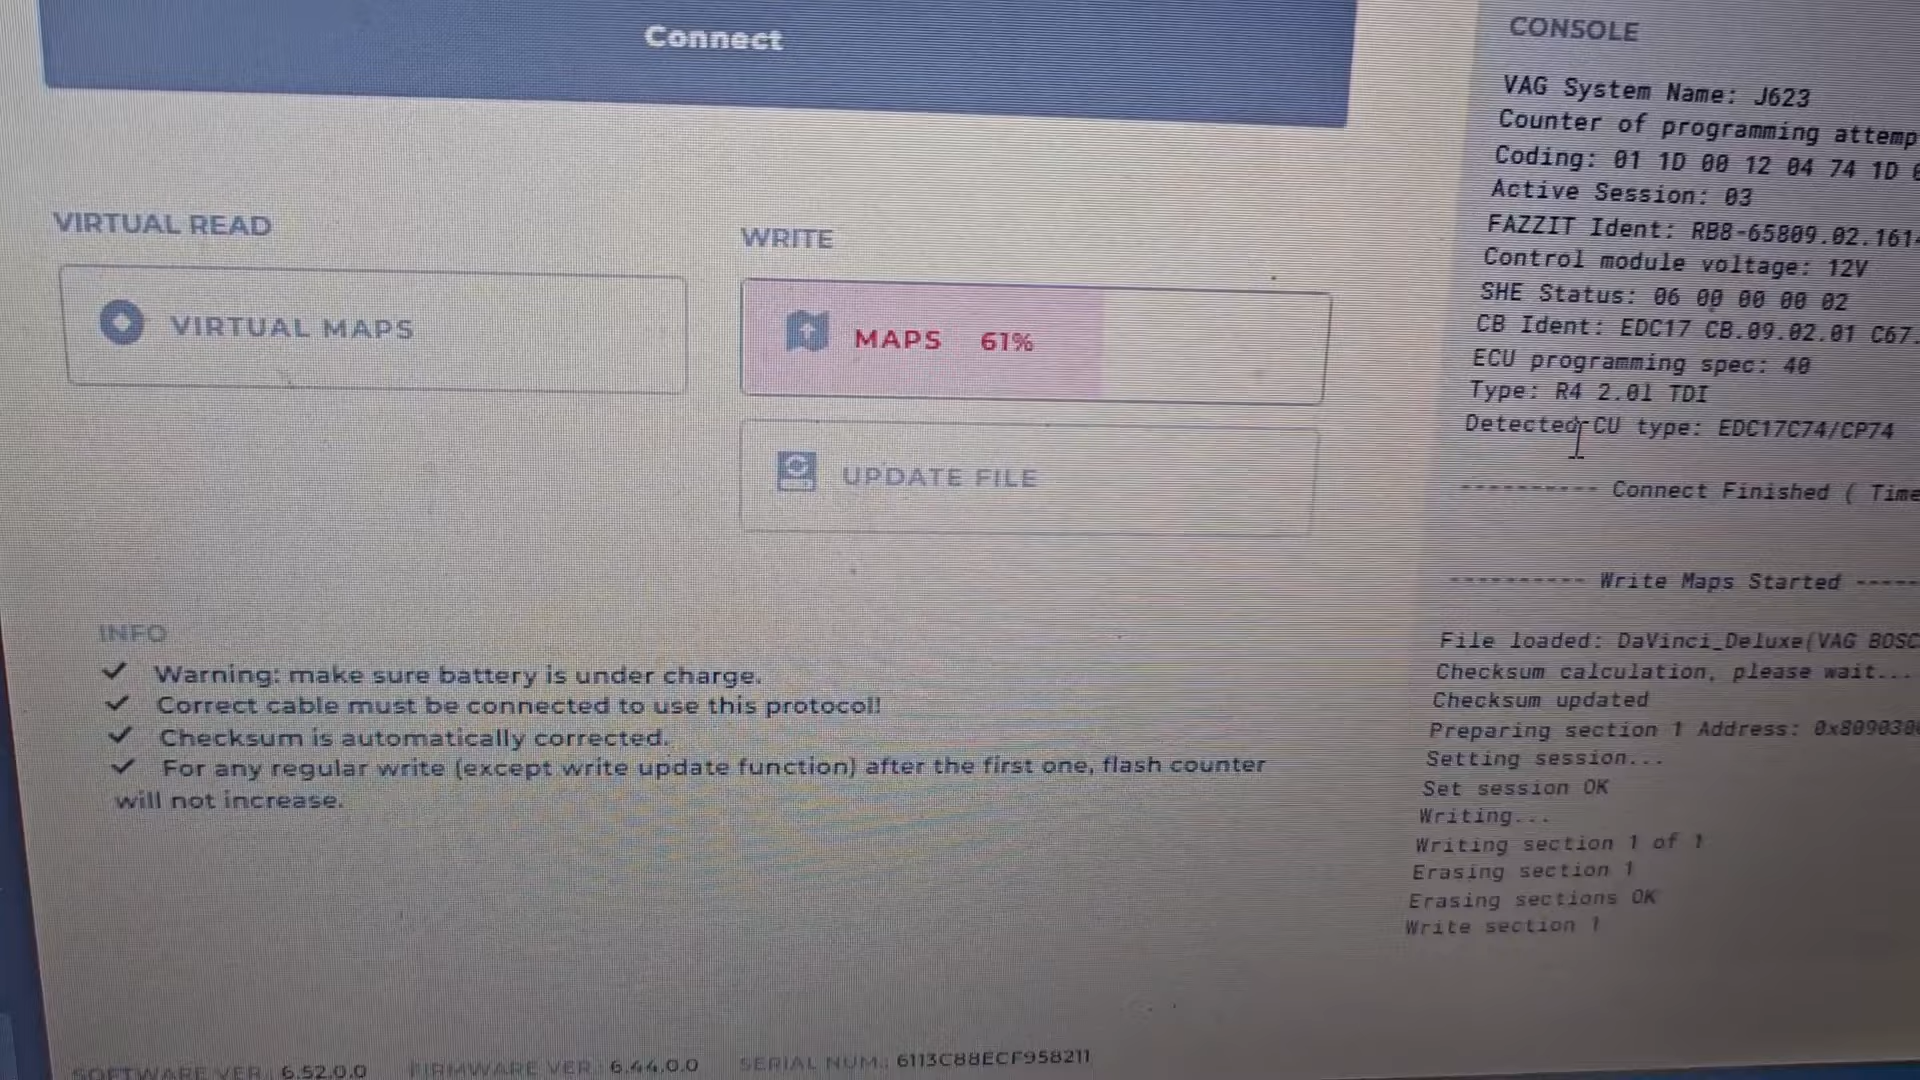 Connect
VIRTUAL READ
VIRTUAL MAPS
WRITE
MAPS 61%
UPDATE FILE
INFO
Warning: make sure battery is under charge.
Correct cable must be connected to use this protocol!
Checksum is automatically corrected.
For any regular write (except write update function) after the first one, flash counter
will not increase.
SOFTWARE VER.: 6.52.0.0 FIRMWARE VER.: 6.44.0.0 SERIAL NUM.: 6113C88ECF958211
CONSOLE
VAG System Name: J623
Counter of programming attemp
Coding: 01 1D 00 12 04 74 1D
Active Session: 03
FAZZIT Ident: RB8-65809.02.161
Control module voltage: 12V
SHE Status: 06 00 00 00 02
CB Ident: EDC17 CB.09.02.01 C67.
ECU programming spec: 40
Type: R4 2.0l TDI
Detected CU type: EDC17C74/CP74
---------- Connect Finished ( Time
---------- Write Maps Started -----
File loaded: DaVinci_Deluxe(VAG BOSC
Checksum calculation, please wait...
Checksum updated
Preparing section 1 Address: 0x809030
Setting session...
Set session OK
Writing...
Writing section 1 of 1
Erasing section 1
Erasing sections OK
Write section 1